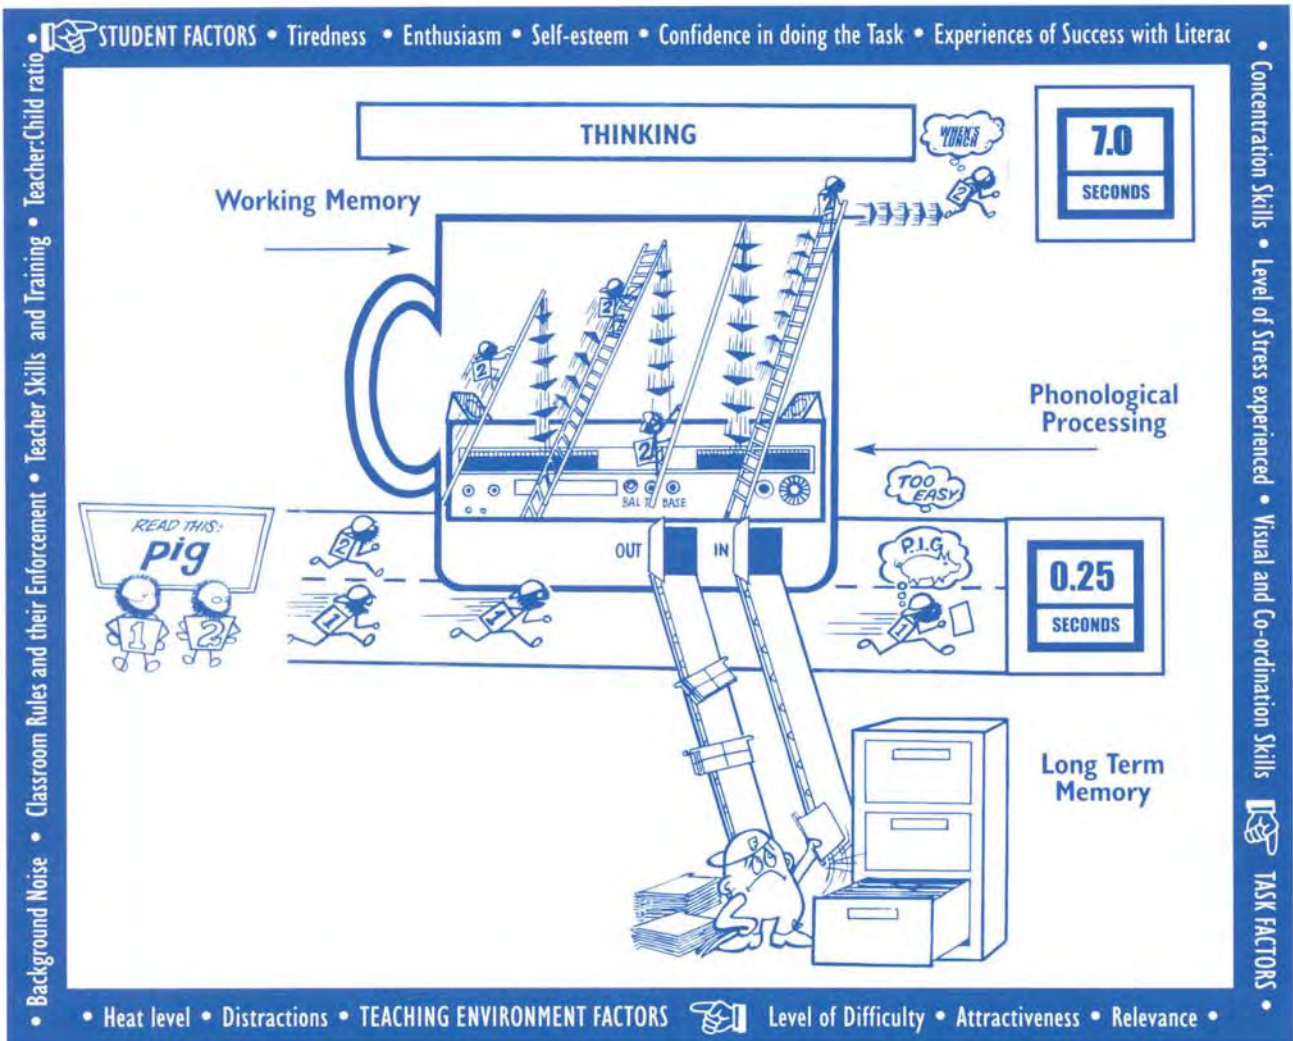 STUDENT FACTORS • Tiredness • Enthusiasm • Self-esteem • Confidence in doing the Task • Experiences of Success with Literac
• Concentration Skills • Level of Stress experienced • Visual and Co-ordination Skills
TASK FACTORS •
Level of Difficulty • Attractiveness • Relevance •
• Heat level • Distractions • TEACHING ENVIRONMENT FACTORS
• Background Noise • Classroom Rules and their Enforcement • Teacher Skills and Training • Teacher:Child ratio •
THINKING
WHEN'S
LUNCH
2
7.0
SECONDS
Working Memory
2
2
2
2
Phonological
Processing
BAL T BASE
TOO
EASY
READ THIS:
pig
1
2
2
1
1
OUT
IN
P.I.G
1
0.25
SECONDS
Long Term
Memory